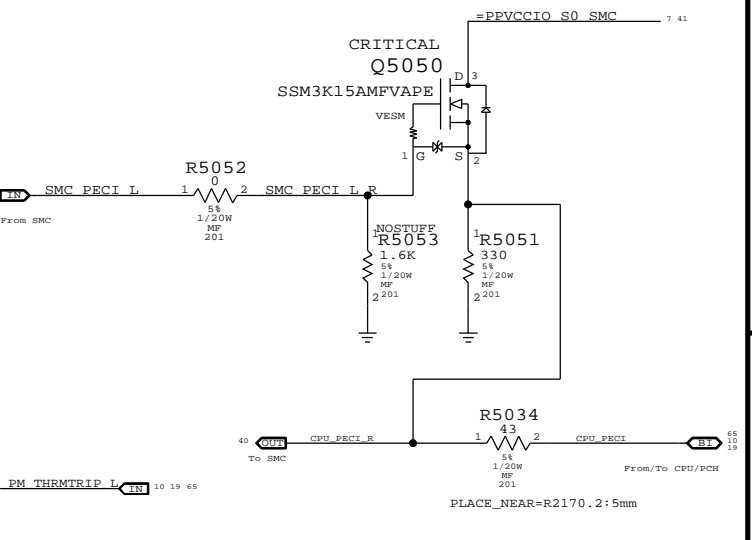 =PPVCCIO_S0_SMC 7 41
CRITICAL
Q5050
SSM3K15AMFVAPE
VESM
D 3
1 G S 2
R5052
0
IN SMC_PECI_L 1 2 SMC_PECI_L_R
From SMC
5%
1/20W
MF
201
NOSTUFF
1 R5053
1.6K
5%
1/20W
MF
2 201
1 R5051
330
5%
1/20W
MF
2 201
R5034
43
40 OUT CPU_PECI_R 1 2 CPU_PECI BI 65
10
19
To SMC
5%
1/20W
MF
201
From/To CPU/PCH
PM_THRMTRIP_L IN 10 19 65
PLACE_NEAR=R2170.2:5mm